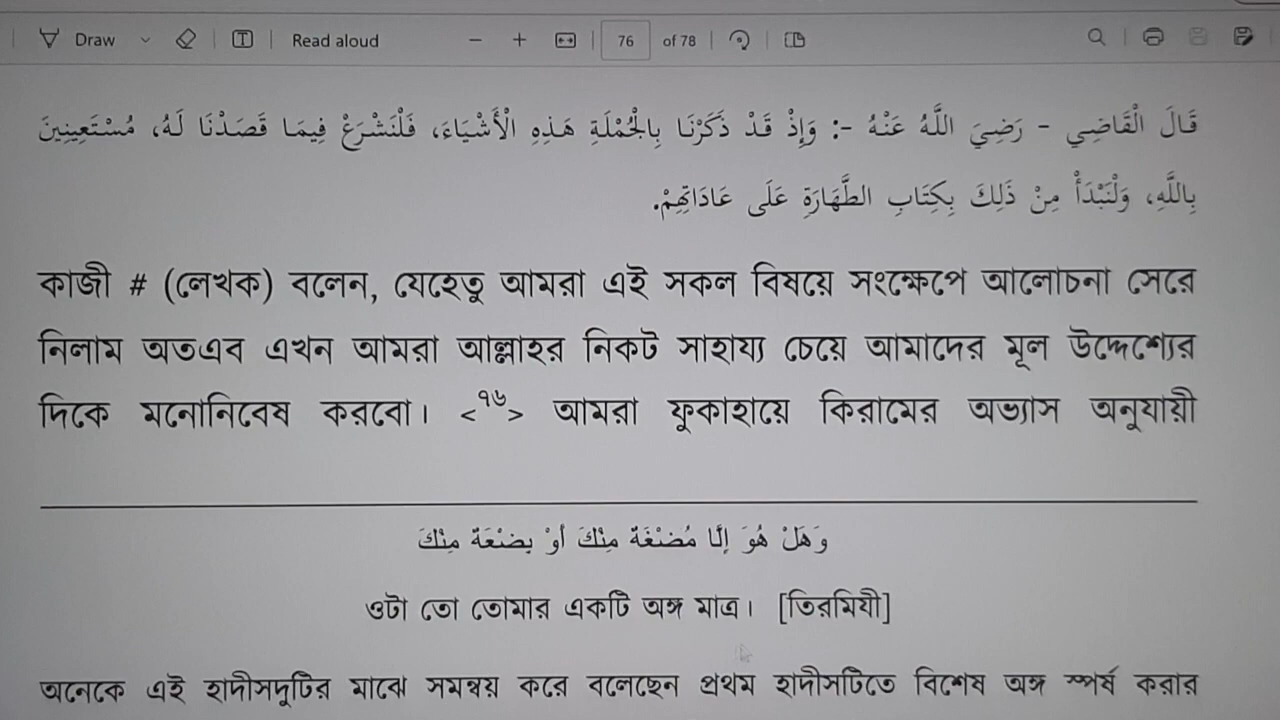 Draw
Read aloud
76
of 78
قَالَ الْقَاضِي - رَضِيَ اللَّهُ عَنْهُ -: وَإِذْ قَدْ ذَكَرْنَا بِالْجُمْلَةِ هَذِهِ الْأَشْيَاءَ، فَلْنَشْرَعْ فِيمَا قَصَدْنَا لَهُ، مُسْتَعِينِينَ
بِاللَّهِ، وَلْنَبْدَأْ مِنْ ذَلِكَ بِكِتَابِ الطَّهَارَةِ عَلَى عَادَاتِهِمْ.
কাজী # (লেখক) বলেন, যেহেতু আমরা এই সকল বিষয়ে সংক্ষেপে আলোচনা সেরে
নিলাম অতএব এখন আমরা আল্লাহর নিকট সাহায্য চেয়ে আমাদের মূল উদ্দেশ্যের
দিকে মনোনিবেষ করবো। <৭৬> আমরা ফুকাহায়ে কিরামের অভ্যাস অনুযায়ী
وَهَلْ هُوَ إِلَّا مُضْغَةٌ مِنْكَ أَوْ بِضْعَةٌ مِنْكَ
ওটা তো তোমার একটি অঙ্গ মাত্র। [তিরমিযী]
অনেকে এই হাদীসদুটির মাঝে সমন্বয় করে বলেছেন প্রথম হাদীসটিতে বিশেষ অঙ্গ স্পর্ষ করার